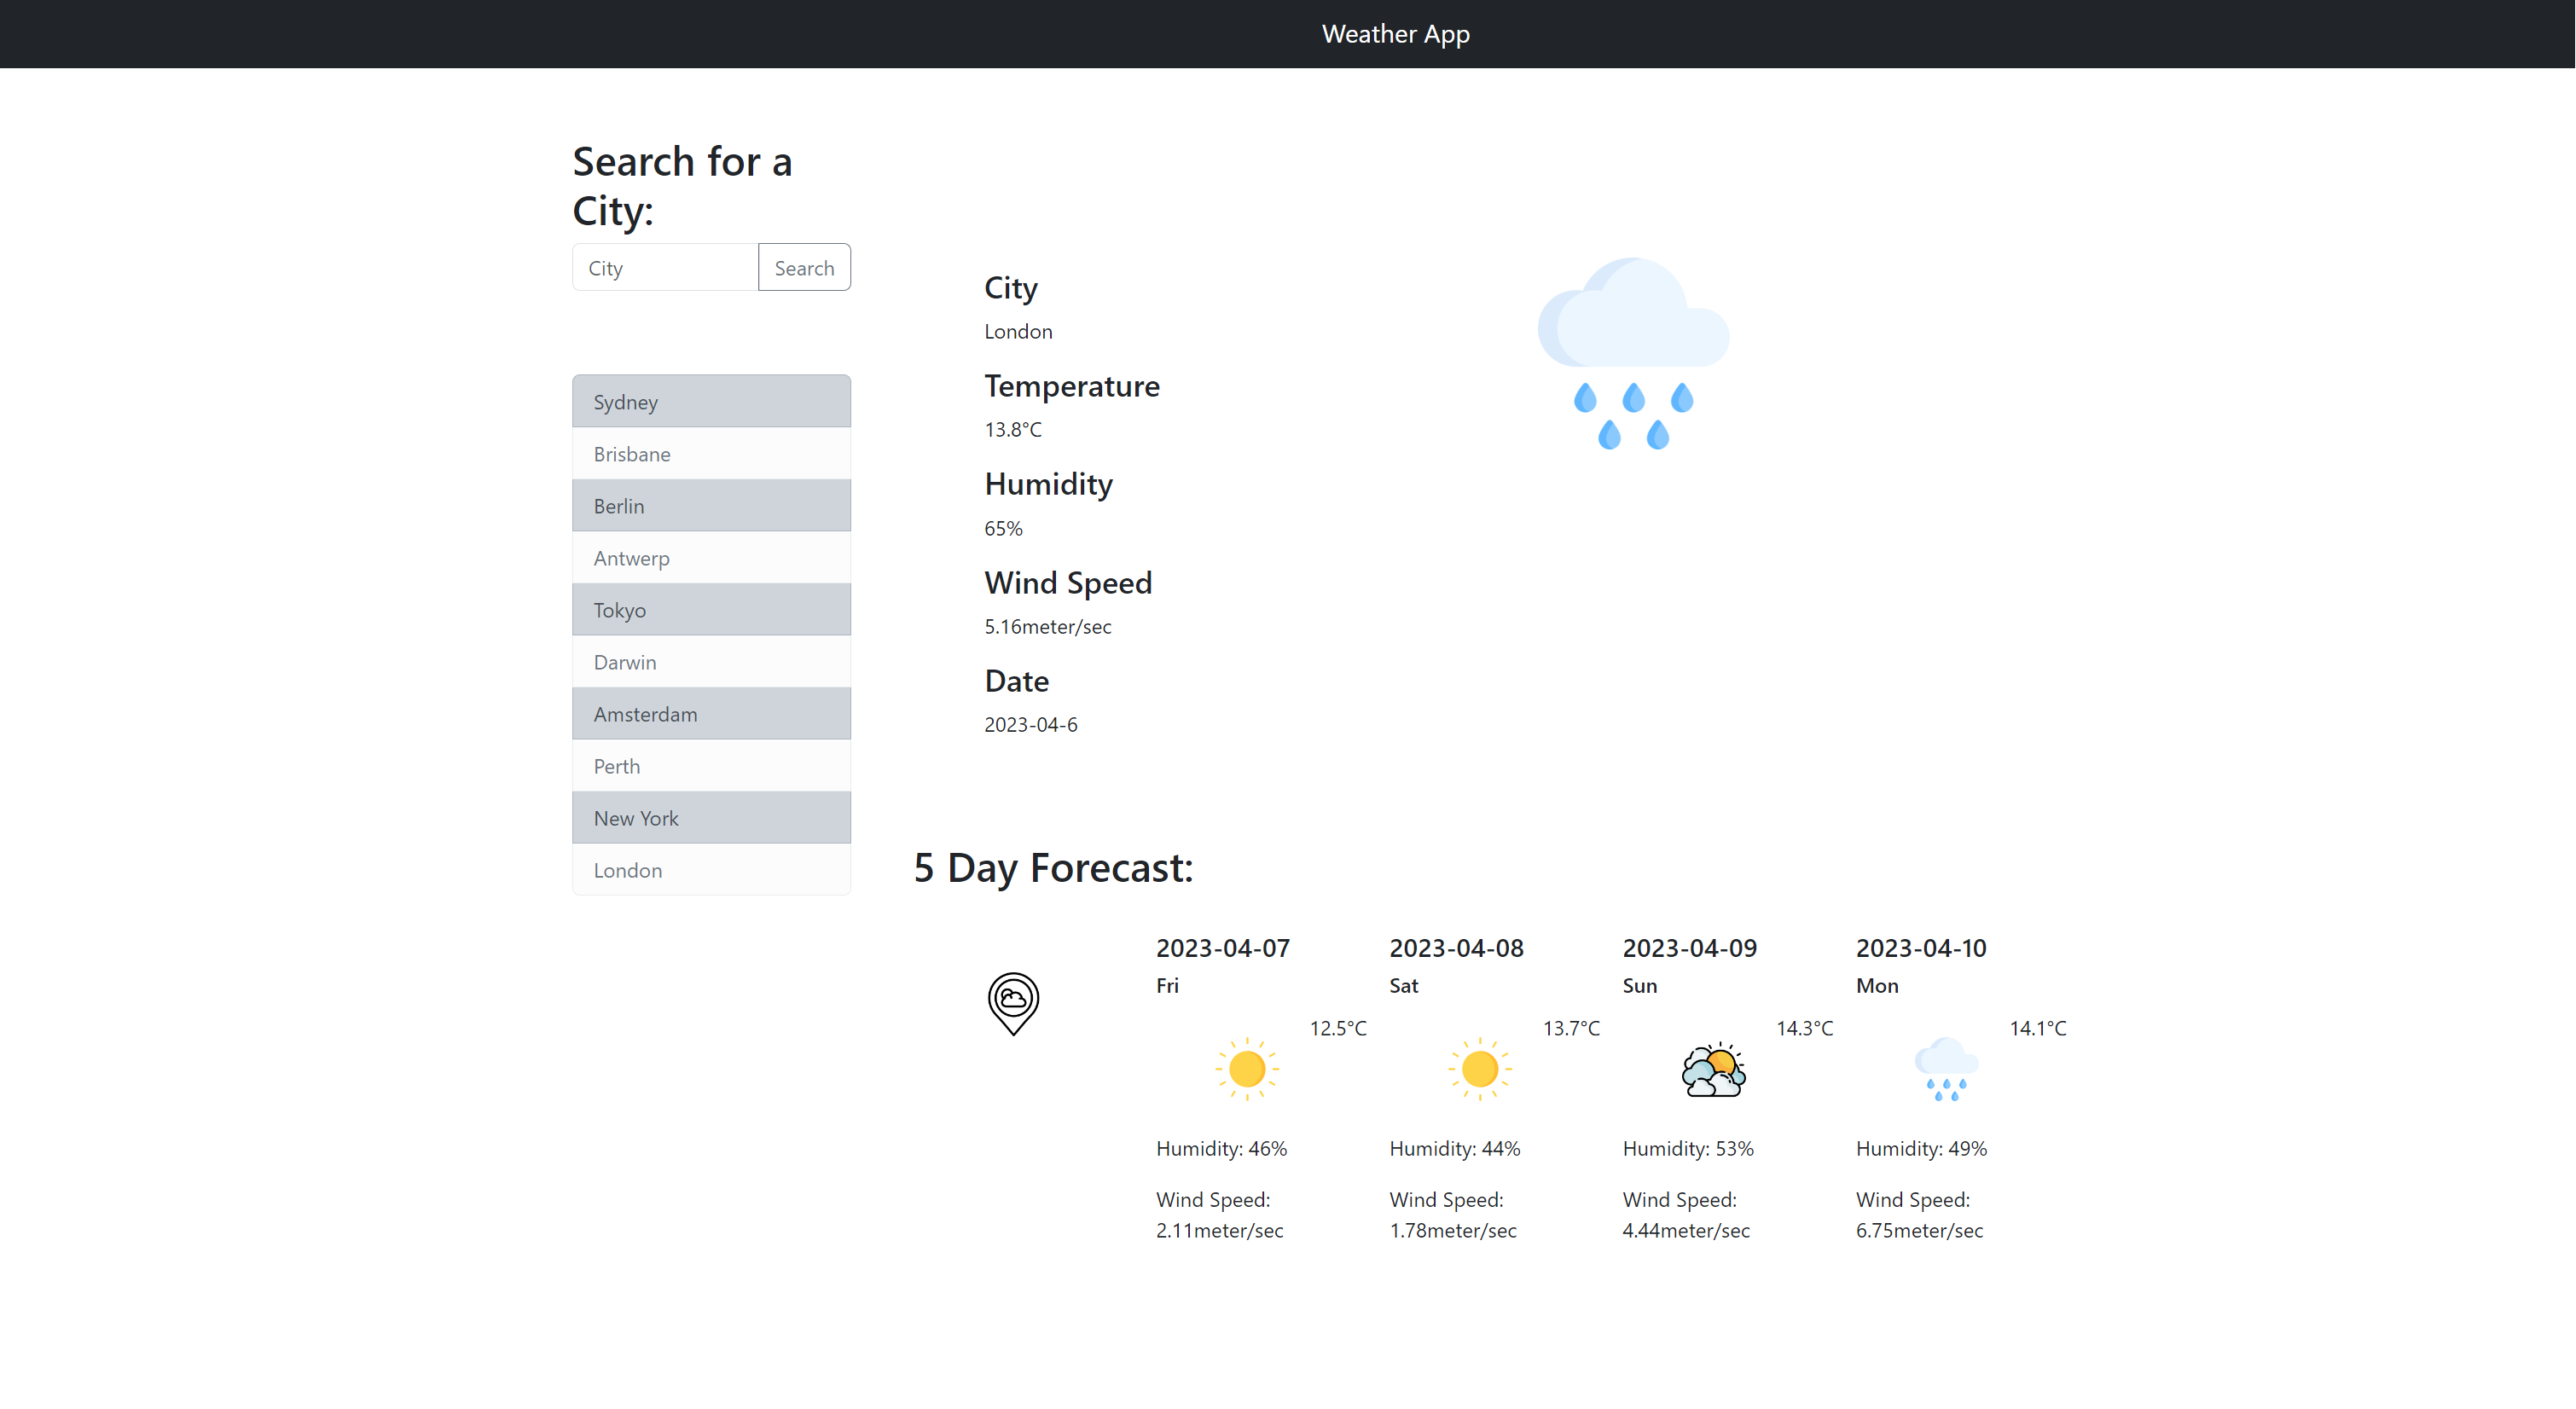 Weather App
Search for a
City:
City
Search
Sydney
Brisbane
Berlin
Antwerp
Tokyo
Darwin
Amsterdam
Perth
New York
London
City
London
Temperature
13.8°C
Humidity
65%
Wind Speed
5.16meter/sec
Date
2023-04-6
5 Day Forecast:
2023-04-07
Fri
12.5°C
Humidity: 46%
Wind Speed:
2.11meter/sec
2023-04-08
Sat
13.7°C
Humidity: 44%
Wind Speed:
1.78meter/sec
2023-04-09
Sun
14.3°C
Humidity: 53%
Wind Speed:
4.44meter/sec
2023-04-10
Mon
14.1°C
Humidity: 49%
Wind Speed:
6.75meter/sec